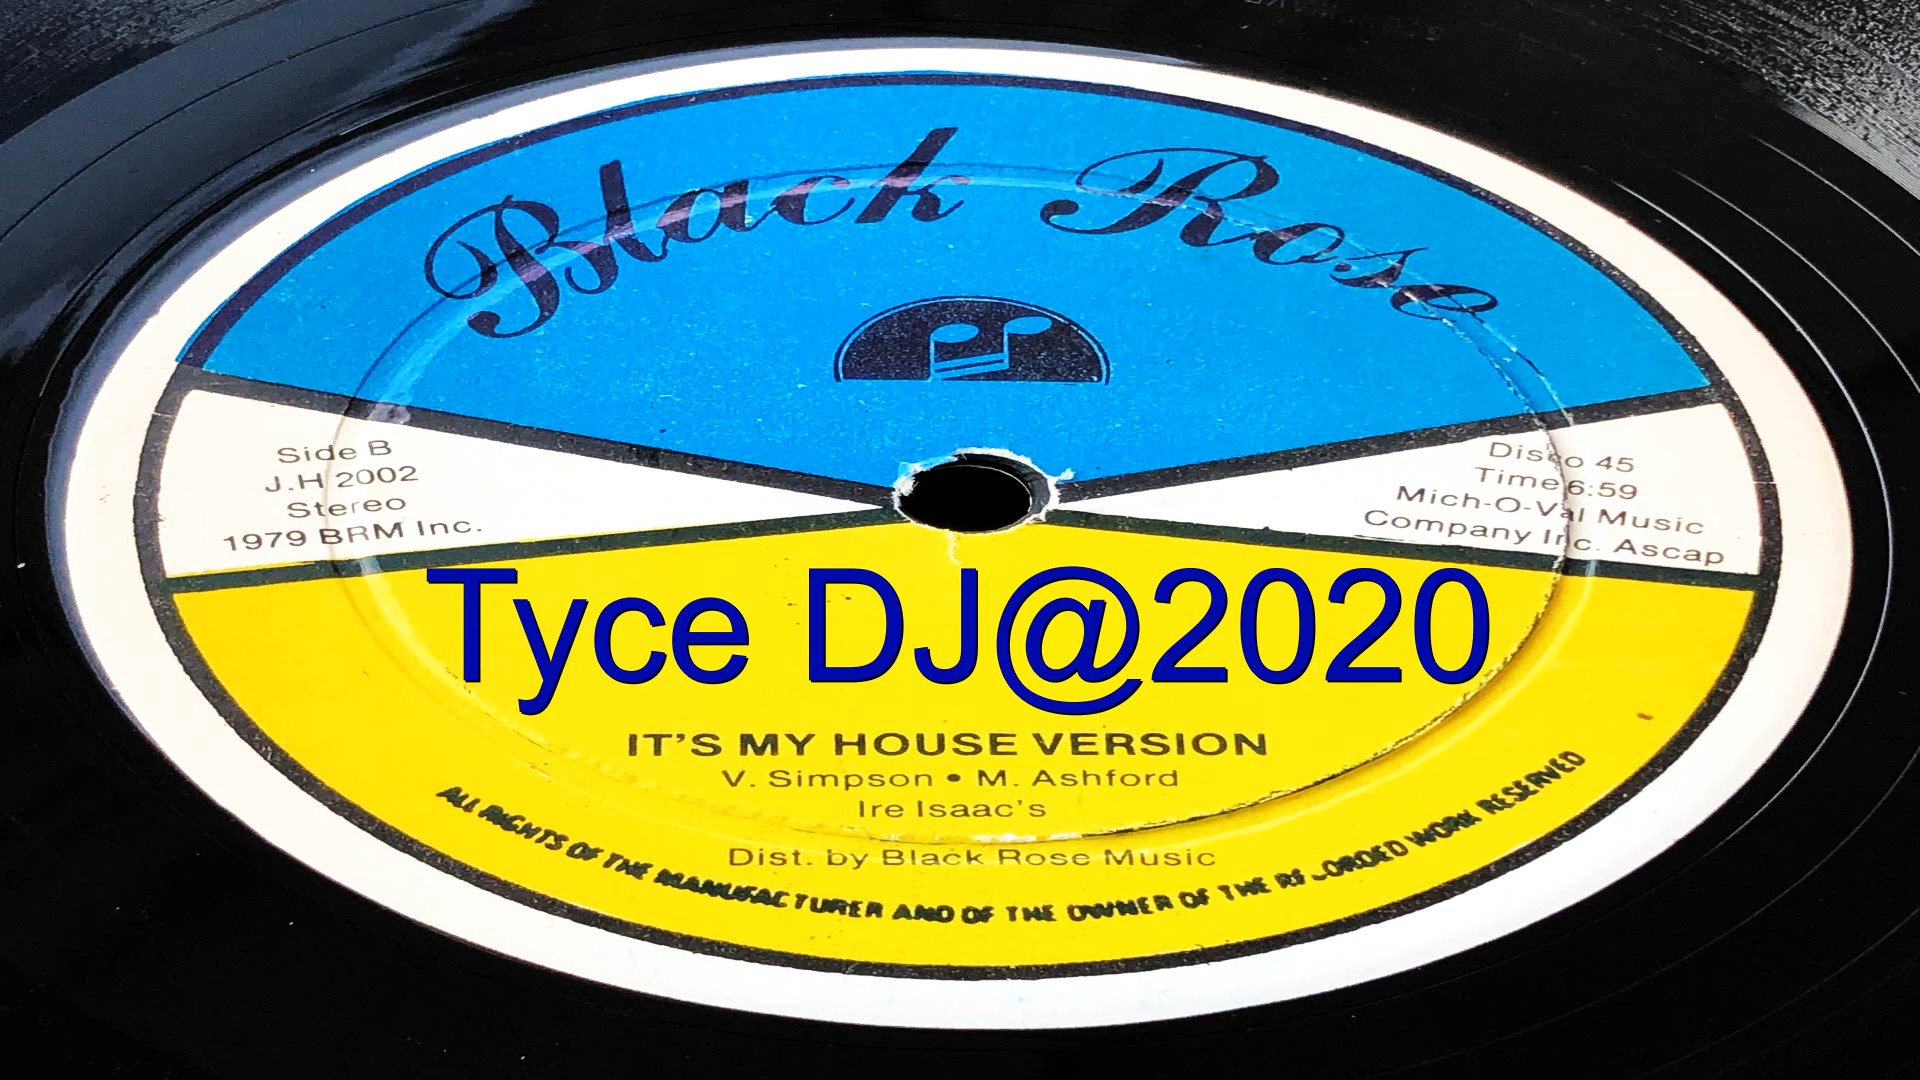 Black Rose
Side B
J.H 2002
Stereo
1979 BRM Inc.
Disco 45
Time 6:59
Mich-O-Val Music
Company Inc. Ascap
Tyce DJ@2020
IT'S MY HOUSE VERSION
V. Simpson • M. Ashford
Ire Isaac's
Dist. by Black Rose Music
ALL RIGHTS OF THE MANUFACTURER AND OF THE OWNER OF THE RECORDED WORK RESERVED